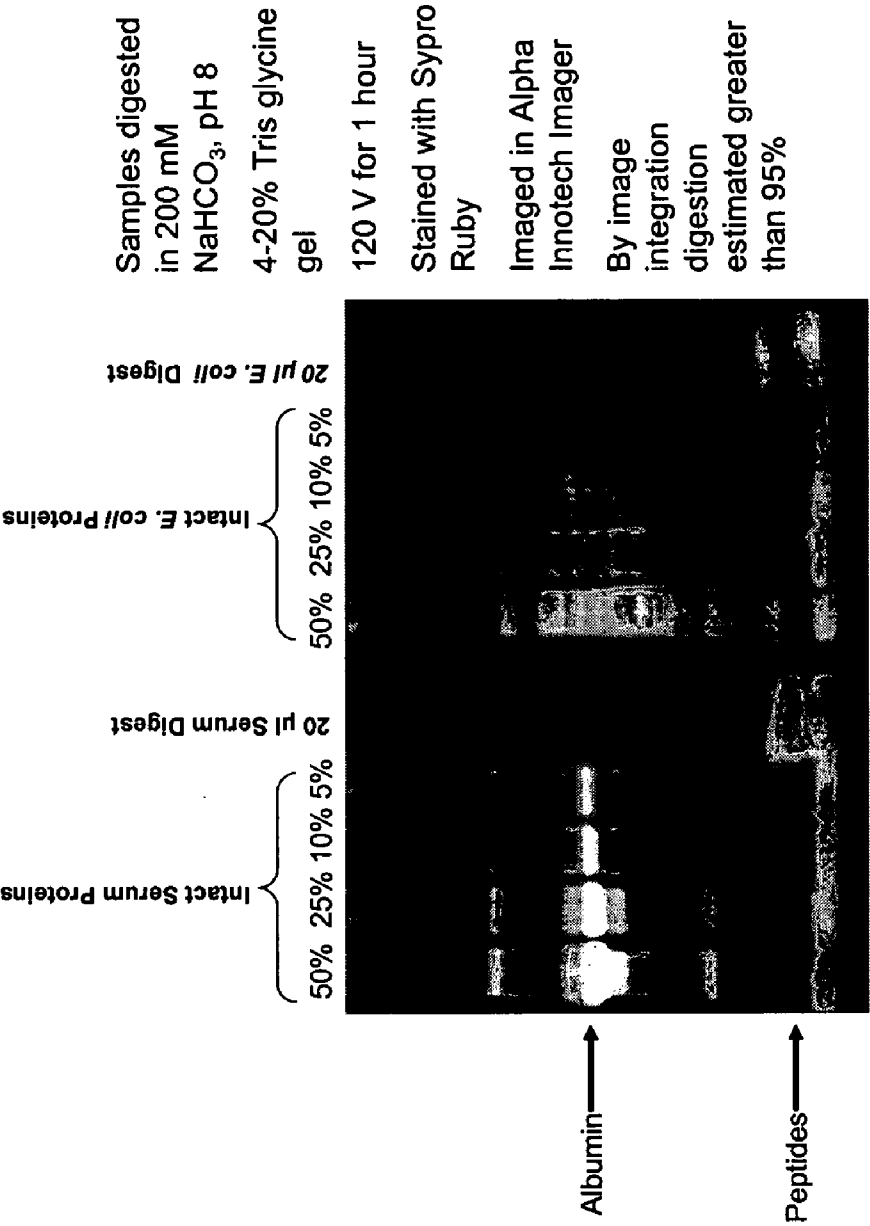 Samples digested
in 200 mM
NaHCO₃, pH 8
4-20% Tris glycine
gel
120 V for 1 hour
Stained with Sypro
Ruby
Imaged in Alpha
Innotech Imager
By image
integration
digestion
estimated greater
than 95%
Intact Serum Proteins
50% 25% 10% 5%
20 µl Serum Digest
Intact E. coli Proteins
50% 25% 10% 5%
20 µl E. coli Digest
Albumin
Peptides